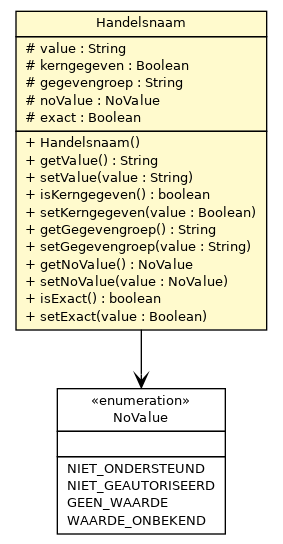 Handelsnaam
# value : String
# kerngegeven : Boolean
# gegevengroep : String
# noValue : NoValue
# exact : Boolean
+ Handelsnaam()
+ getValue() : String
+ setValue(value : String)
+ isKerngegeven() : boolean
+ setKerngegeven(value : Boolean)
+ getGegevengroep() : String
+ setGegevengroep(value : String)
+ getNoValue() : NoValue
+ setNoValue(value : NoValue)
+ isExact() : boolean
+ setExact(value : Boolean)
«enumeration»
NoValue
NIET_ONDERSTEUND
NIET_GEAUTORISEERD
GEEN_WAARDE
WAARDE_ONBEKEND